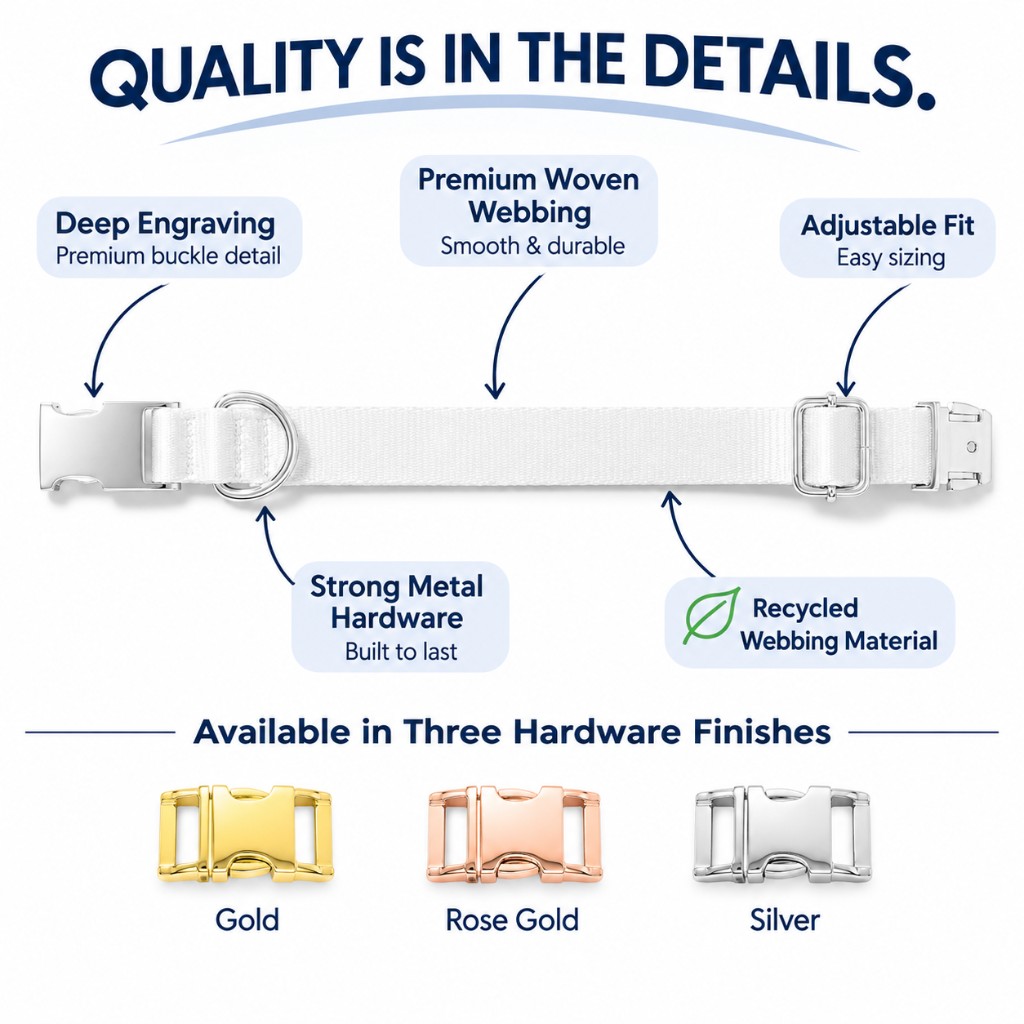 QUALITY IS IN THE DETAILS.
Deep Engraving
Premium buckle detail
Premium Woven
Webbing
Smooth & durable
Adjustable Fit
Easy sizing
Strong Metal
Hardware
Built to last
Recycled
Webbing Material
Available in Three Hardware Finishes
Gold
Rose Gold
Silver